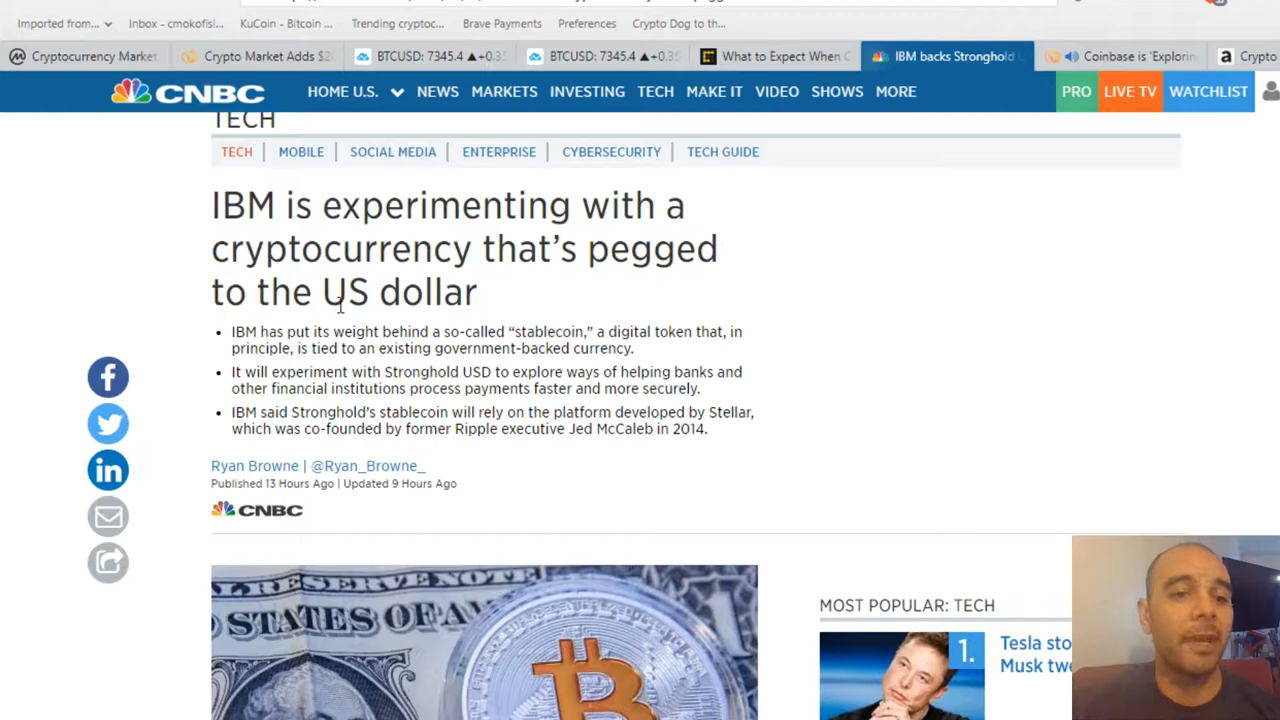 Imported from...
Inbox - cmokofisi...
KuCoin - Bitcoin ...
Trending cryptoc...
Brave Payments
Preferences
Crypto Dog to th...
Cryptocurrency Market
Crypto Market Adds $2
BTCUSD: 7345.4 ▲+0.3
BTCUSD: 7345.4 ▲+0.3
What to Expect When
IBM backs Stronghold
Coinbase is 'Explorin
Crypto
CNBC
HOME U.S.
NEWS
MARKETS
INVESTING
TECH
MAKE IT
VIDEO
SHOWS
MORE
PRO
LIVE TV
WATCHLIST
TECH
TECH
MOBILE
SOCIAL MEDIA
ENTERPRISE
CYBERSECURITY
TECH GUIDE
IBM is experimenting with a
cryptocurrency that's pegged
to the US dollar
• IBM has put its weight behind a so-called “stablecoin,” a digital token that, in
principle, is tied to an existing government-backed currency.
• It will experiment with Stronghold USD to explore ways of helping banks and
other financial institutions process payments faster and more securely.
• IBM said Stronghold's stablecoin will rely on the platform developed by Stellar,
which was co-founded by former Ripple executive Jed McCaleb in 2014.
Ryan Browne | @Ryan_Browne_
Published 13 Hours Ago | Updated 9 Hours Ago
CNBC
RESERVE NOTE
STATES OF AM
MOST POPULAR: TECH
1.
Tesla sto
Musk twe